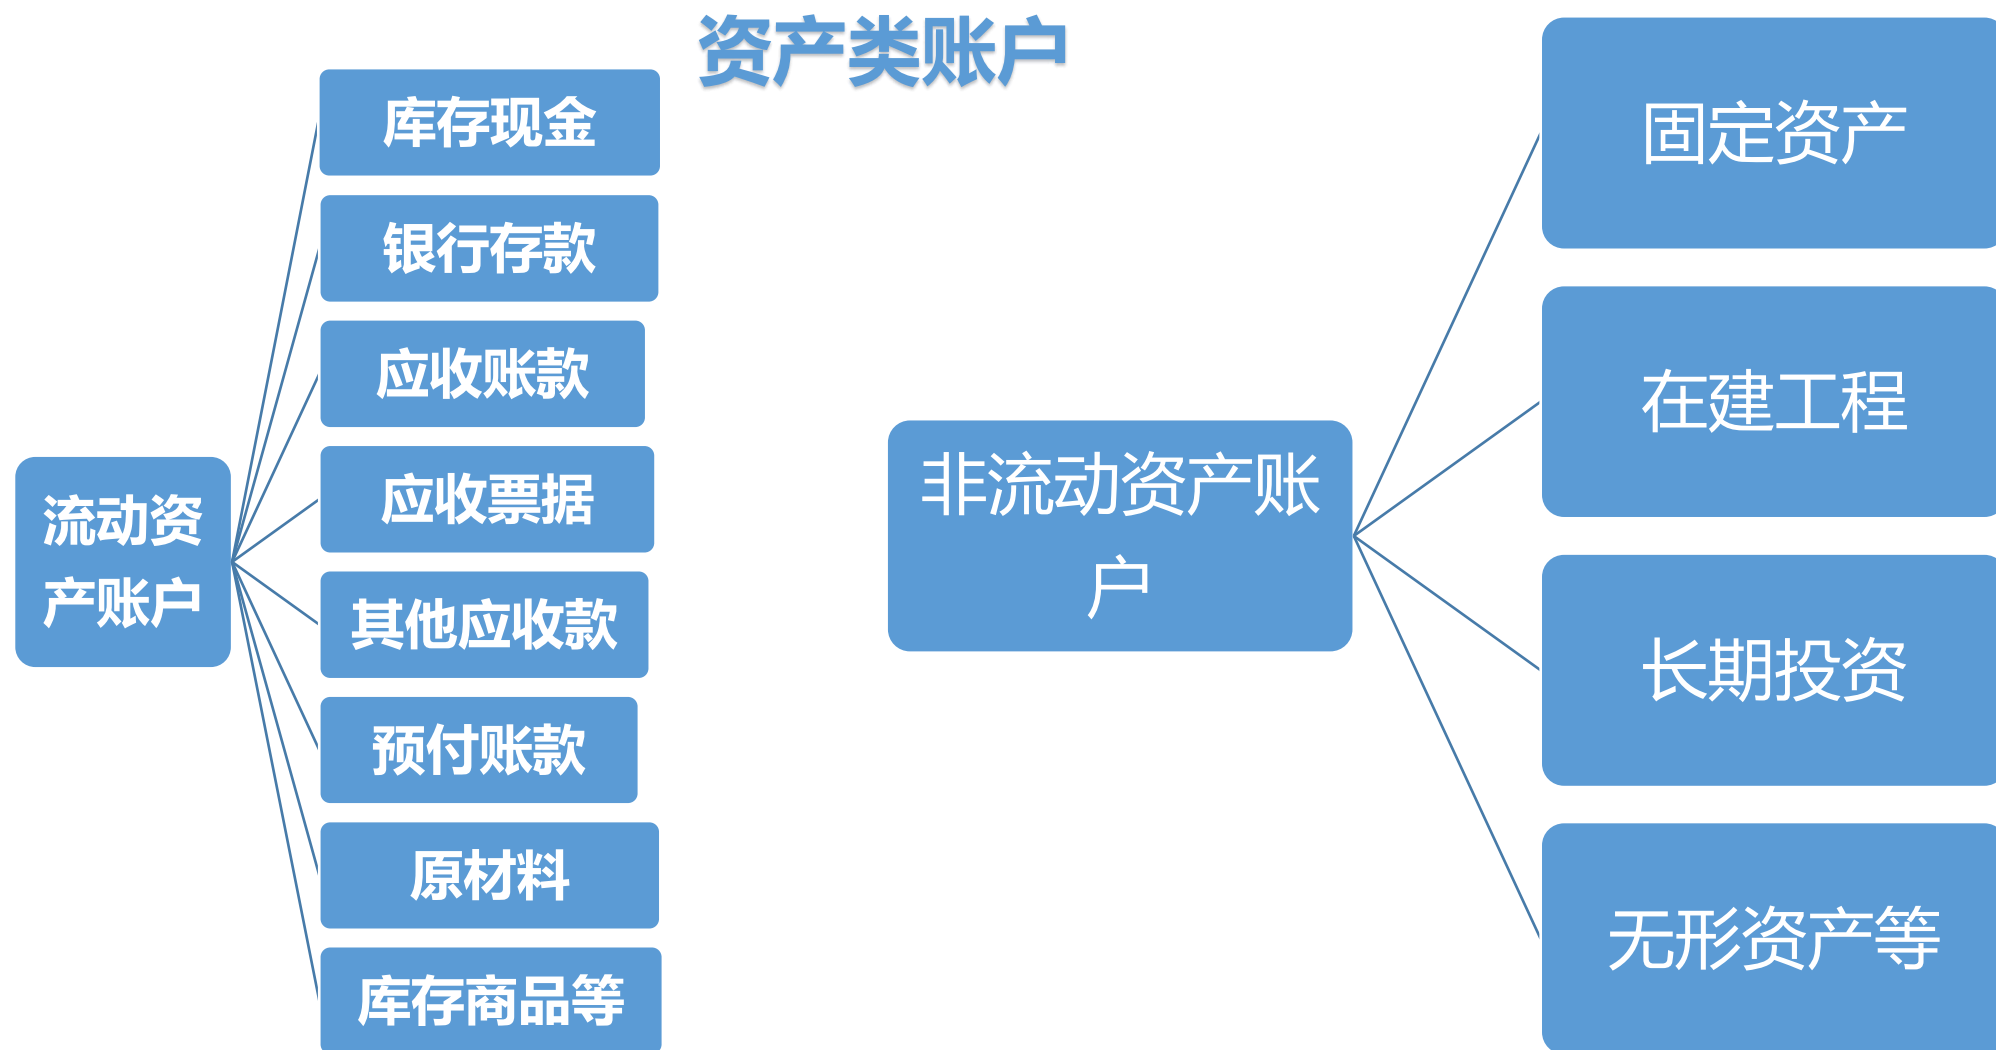 资产类账户
流动资
产账户
库存现金
银行存款
应收账款
应收票据
其他应收款
预付账款
原材料
库存商品等
非流动资产账
户
固定资产
在建工程
长期投资
无形资产等